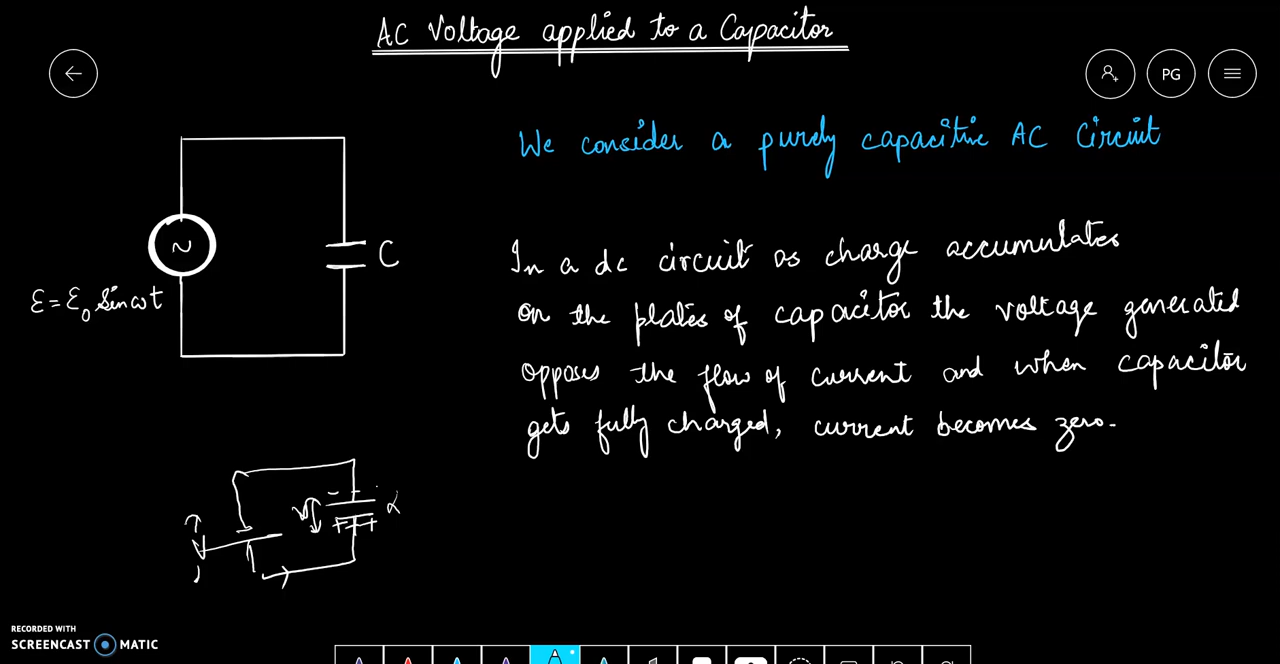 AC Voltage applied to a Capacitor
PG
We consider a purely capacitive AC Circuit
~
C
ε = ε₀ sin ωt
In a dc circuit as charge accumulates
on the plates of capacitor the voltage generated
opposes the flow of current and when capacitor
gets fully charged, current becomes zero.
RECORDED WITH
SCREENCAST MATIC